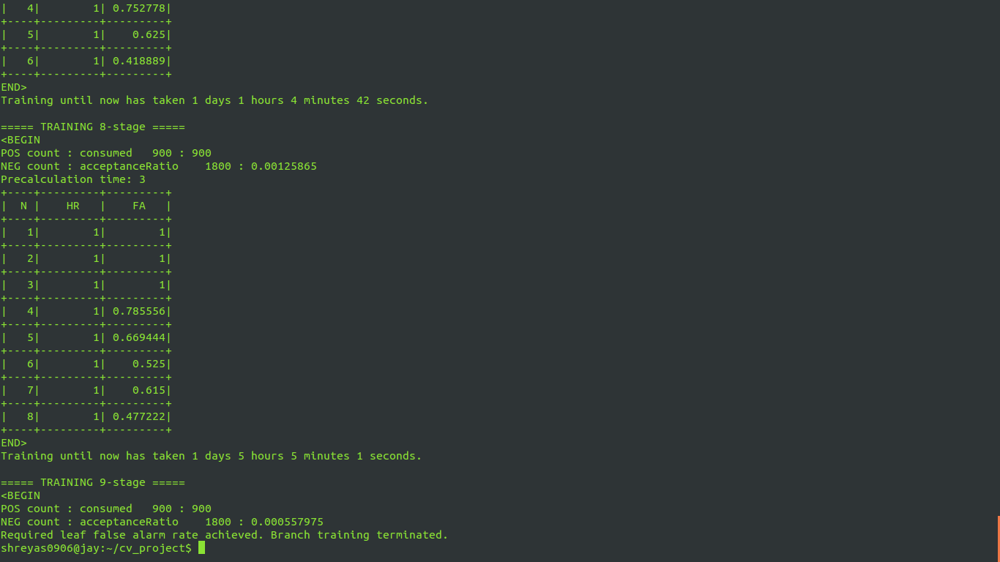 |   4|        1| 0.752778|
+----+---------+---------+
|   5|        1|    0.625|
+----+---------+---------+
|   6|        1| 0.418889|
+----+---------+---------+
END>
Training until now has taken 1 days 1 hours 4 minutes 42 seconds.

===== TRAINING 8-stage =====
<BEGIN
POS count : consumed   900 : 900
NEG count : acceptanceRatio    1800 : 0.00125865
Precalculation time: 3
+----+---------+---------+
|  N |    HR   |    FA   |
+----+---------+---------+
|   1|        1|        1|
+----+---------+---------+
|   2|        1|        1|
+----+---------+---------+
|   3|        1|        1|
+----+---------+---------+
|   4|        1| 0.785556|
+----+---------+---------+
|   5|        1| 0.669444|
+----+---------+---------+
|   6|        1|    0.525|
+----+---------+---------+
|   7|        1|    0.615|
+----+---------+---------+
|   8|        1| 0.477222|
+----+---------+---------+
END>
Training until now has taken 1 days 5 hours 5 minutes 1 seconds.

===== TRAINING 9-stage =====
<BEGIN
POS count : consumed   900 : 900
NEG count : acceptanceRatio    1800 : 0.000557975
Required leaf false alarm rate achieved. Branch training terminated.
shreyas0906@jay:~/cv_project$